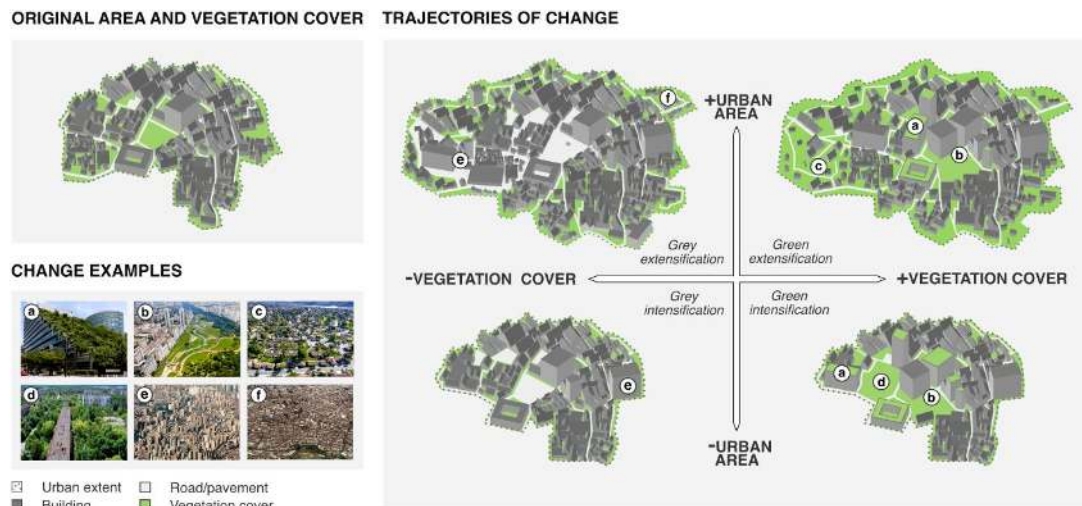 ORIGINAL AREA AND VEGETATION COVER
TRAJECTORIES OF CHANGE
f
+URBAN
AREA
a
e
b
c
Grey
extensification
Green
extensification
-VEGETATION COVER
+VEGETATION COVER
Grey
intensification
Green
intensification
e
a
d
b
-URBAN
AREA
CHANGE EXAMPLES
a
b
c
d
e
f
Urban extent
Road/pavement
Building
Vegetation cover